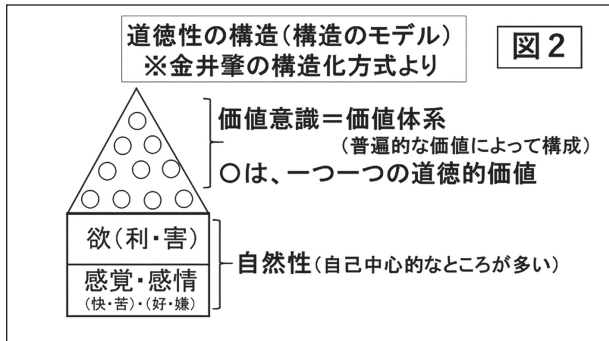 道徳性の構造(構造のモデル)
※金井肇の構造化方式より
図2
価値意識=価値体系
(普遍的な価値によって構成)
〇は、一つ一つの道徳的価値
欲(利・害)
自然性(自己中心的なところが多い)
感覚・感情
(快・苦)・(好・嫌)